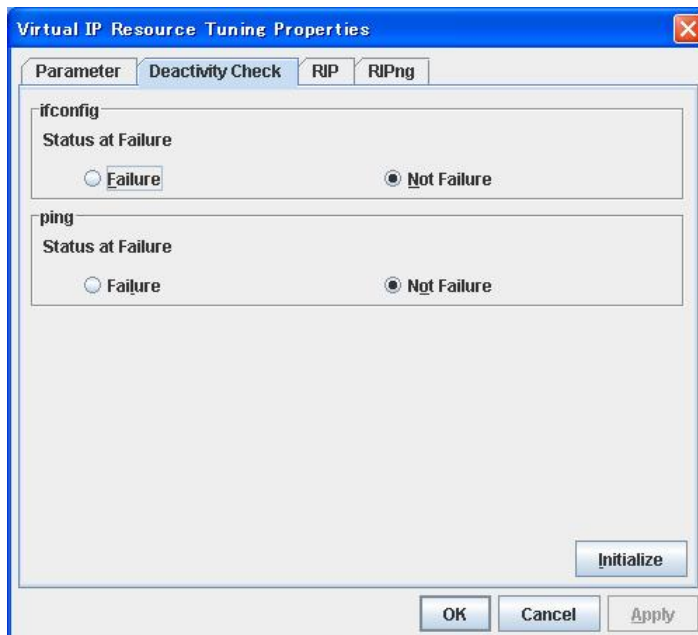 Virtual IP Resource Tuning Properties
Parameter Deactivity Check RIP RIPng
ifconfig
Status at Failure
Failure Not Failure
ping
Status at Failure
Failure Not Failure
Initialize
OK Cancel Apply